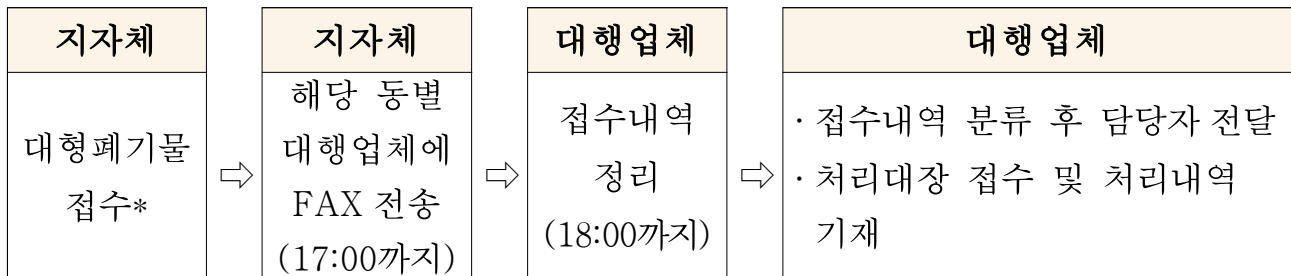 지자체
대형폐기물
접수*
⇨
지자체
해당 동별
대행업체에
FAX 전송
(17:00까지)
⇨
대행업체
접수내역
정리
(18:00까지)
⇨
대행업체
· 접수내역 분류 후 담당자 전달
· 처리대장 접수 및 처리내역
기재